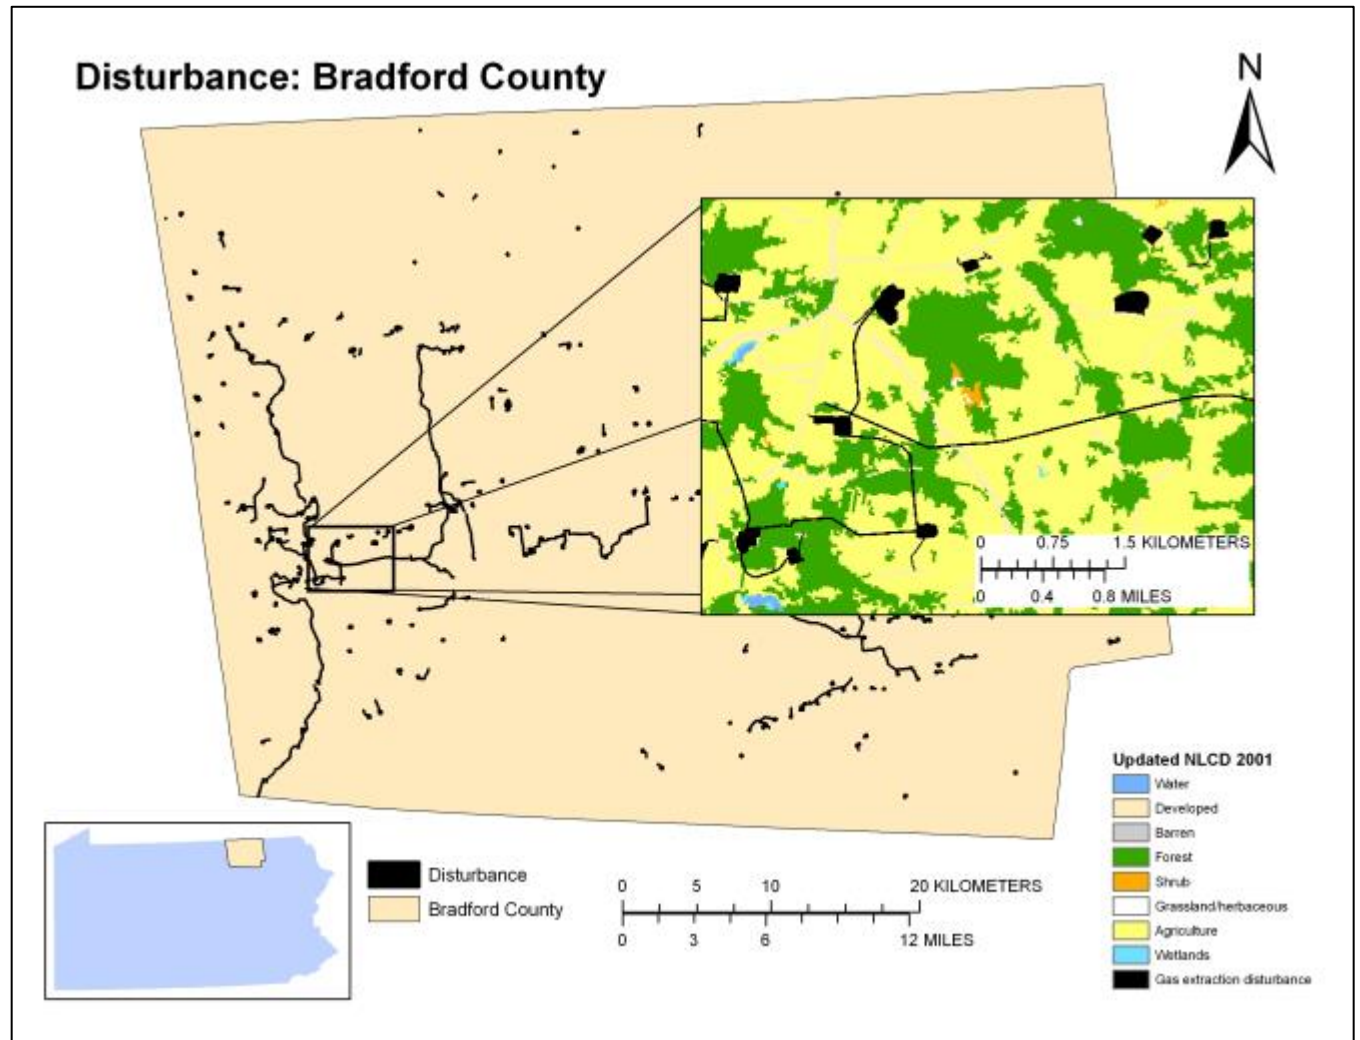 Disturbance: Bradford County
N
0 0.75 1.5 KILOMETERS
0 0.4 0.8 MILES
Updated NLCD 2001
Water
Developed
Barren
Forest
Shrub
Grassland/herbaceous
Agriculture
Wetlands
Gas extraction disturbance
Disturbance
Bradford County
0 5 10 20 KILOMETERS
0 3 6 12 MILES